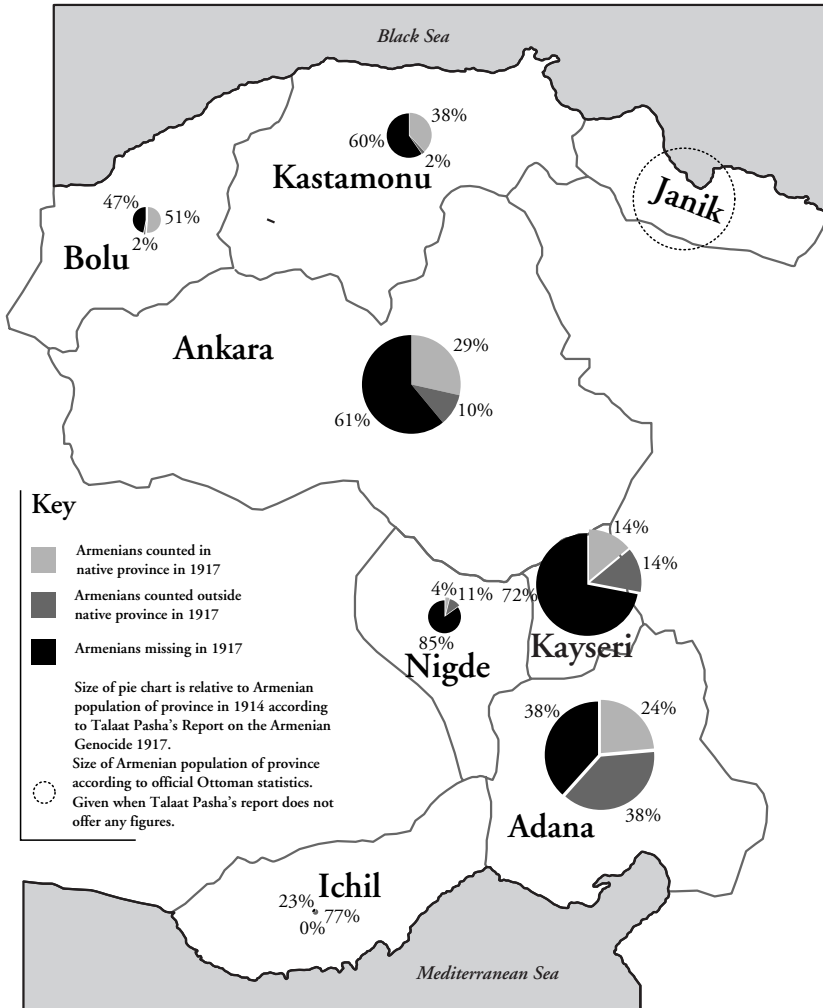 Black Sea
38%
60%
2%
Kastamonu
Janik
47%
51%
2%
Bolu
Ankara
29%
10%
61%
Key
Armenians counted in
native province in 1917
Armenians counted outside
native province in 1917
Armenians missing in 1917
Size of pie chart is relative to Armenian
population of province in 1914 according
to Talaat Pasha's Report on the Armenian
Genocide 1917.
Size of Armenian population of province
according to official Ottoman statistics.
Given when Talaat Pasha's report does not
offer any figures.
14%
14%
72%
Kayseri
4%
11%
85%
Nigde
38%
24%
38%
Adana
Ichil
23%
77%
0%
Mediterranean Sea